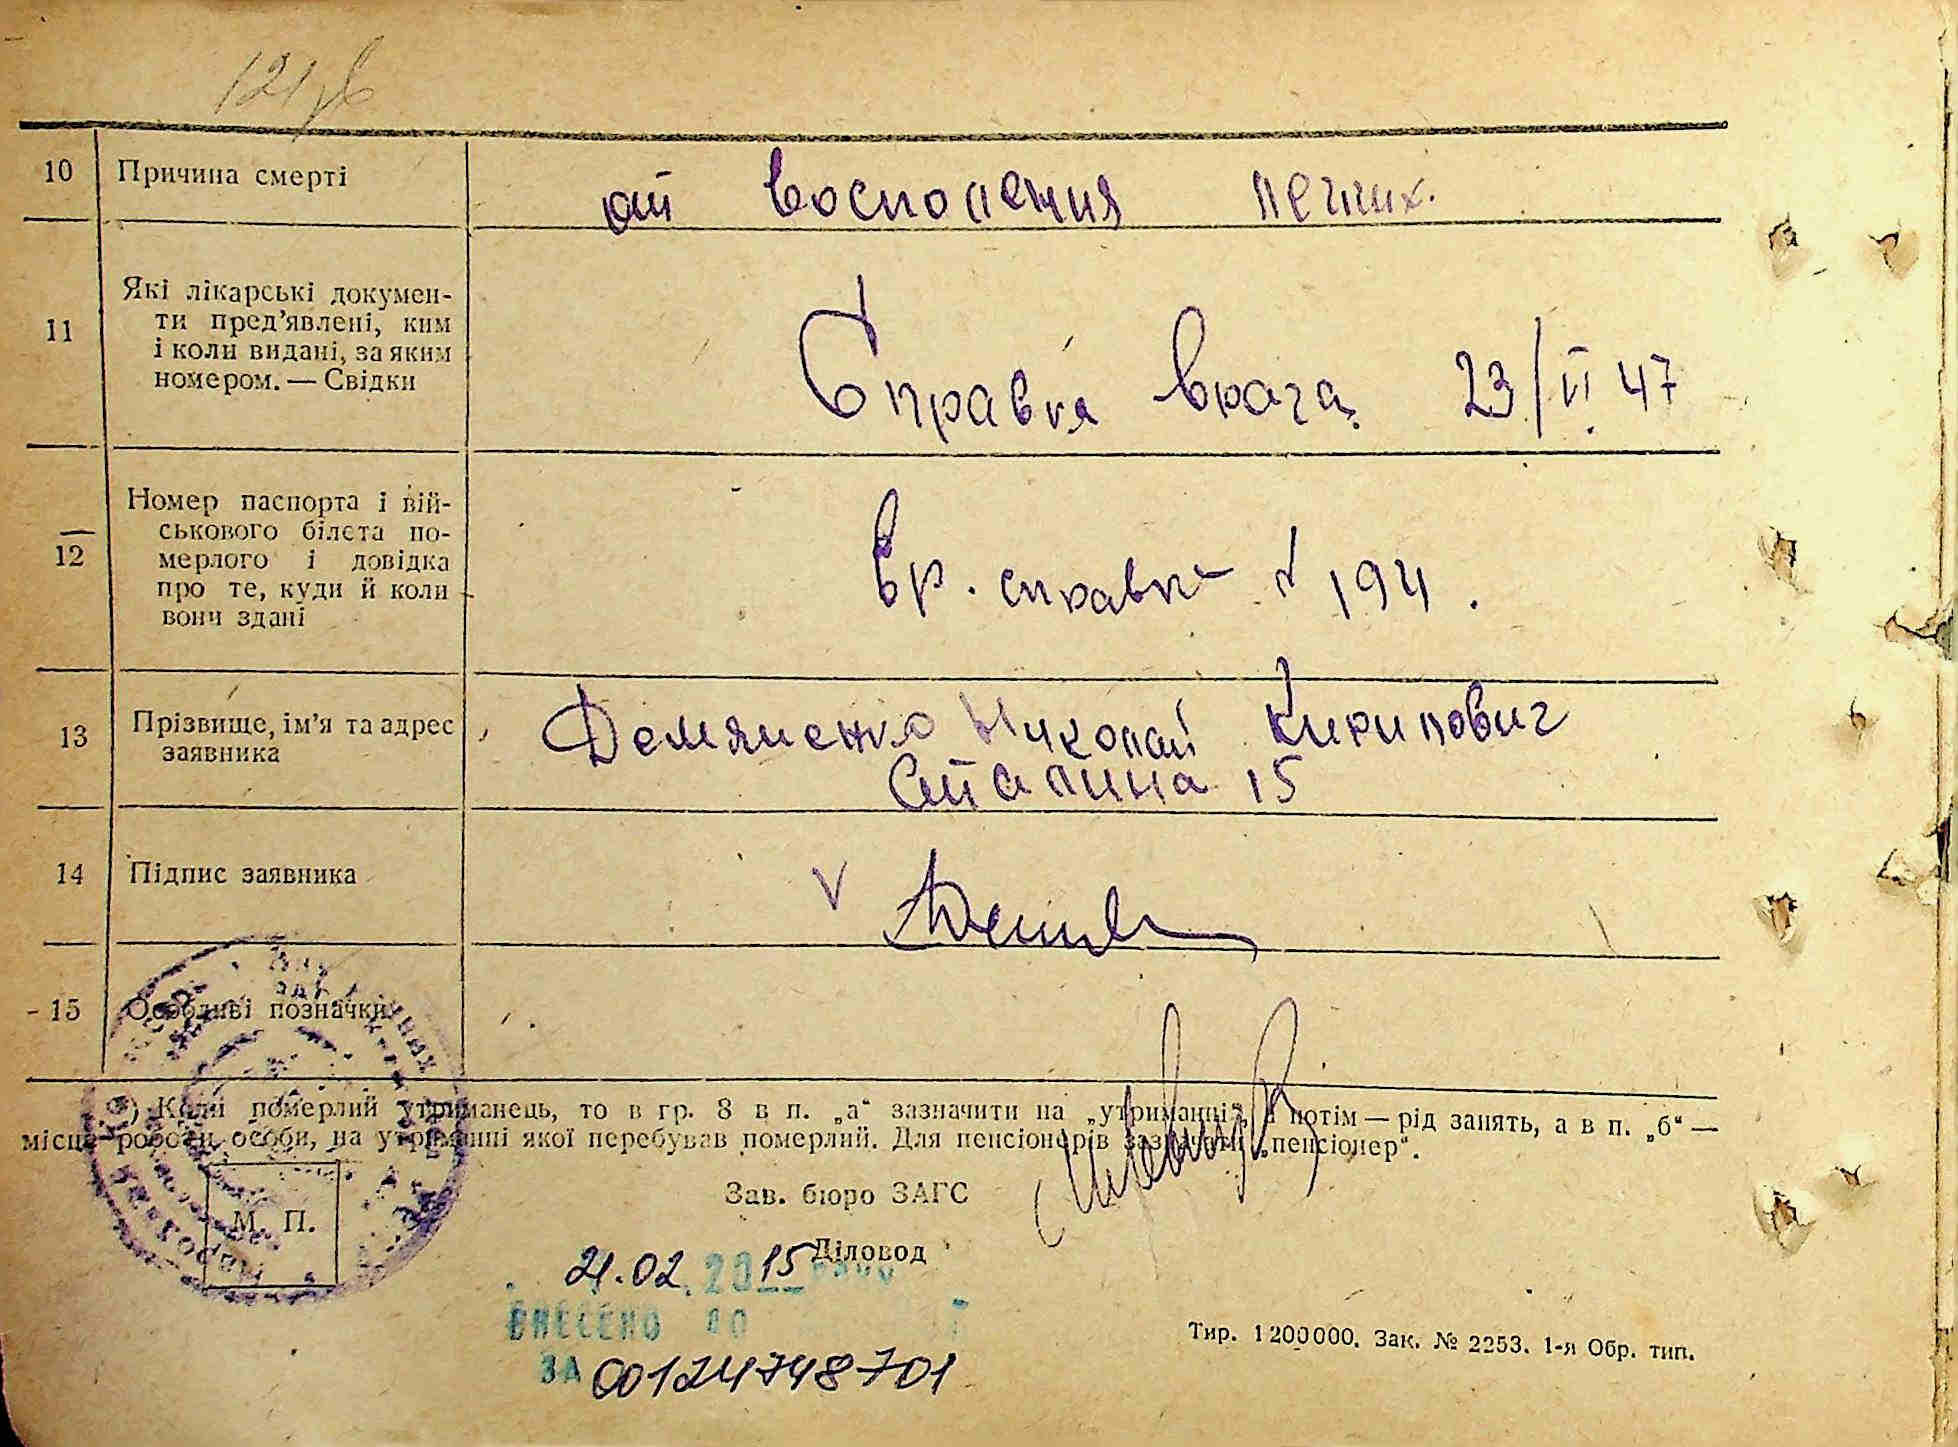 10 Причина смерті от восполения легких.
11 Які лікарські докумен-
ти пред’явлені, ким
і коли видані, за яким
номером. — Свідки
Справка врача 23/VI 47
12 Номер паспорта і вій-
ськового білета по-
мерлого і довідка
про те, куди й коли
вони здані
Вр. справка № 194.
13 Прізвище, ім’я та адрес
заявника
Демяненко Николай Кирилович
Сталина 15
14 Підпис заявника V
15 Особливі позначки
*) Коли померлий утриманець, то в гр. 8 в п. „а“ зазначити на „утриманні“, а потім — рід занять, а в п. „б“ —
місце роботи особи, на утриманні якої перебував померлий. Для пенсіонерів зазначити „пенсіонер“.
Зав. бюро ЗАГС
М. П.
Діловод
21.02.2015 року
ВНЕСЕНО ДО
ЗА 00124748701
Тир. 1200000. Зак. № 2253. 1-я Обр. тип.